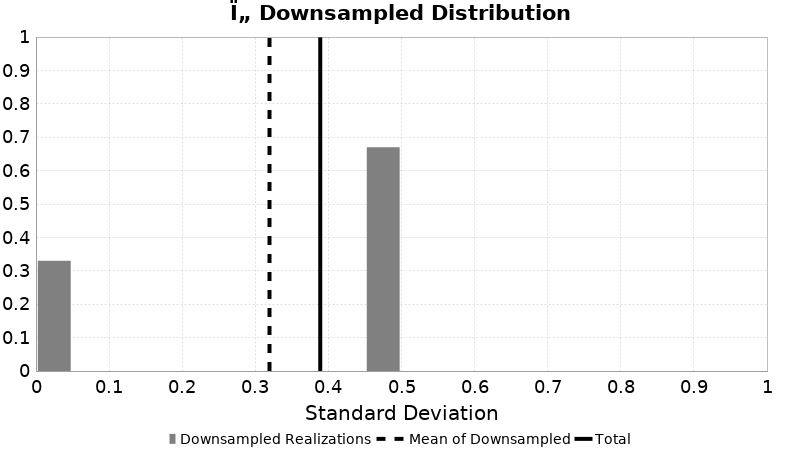 Ï„ Downsampled Distribution
1
0.9
0.8
0.7
0.6
0.5
0.4
0.3
0.2
0.1
0
0 0.1 0.2 0.3 0.4 0.5 0.6 0.7 0.8 0.9 1
Standard Deviation
Downsampled Realizations Mean of Downsampled Total